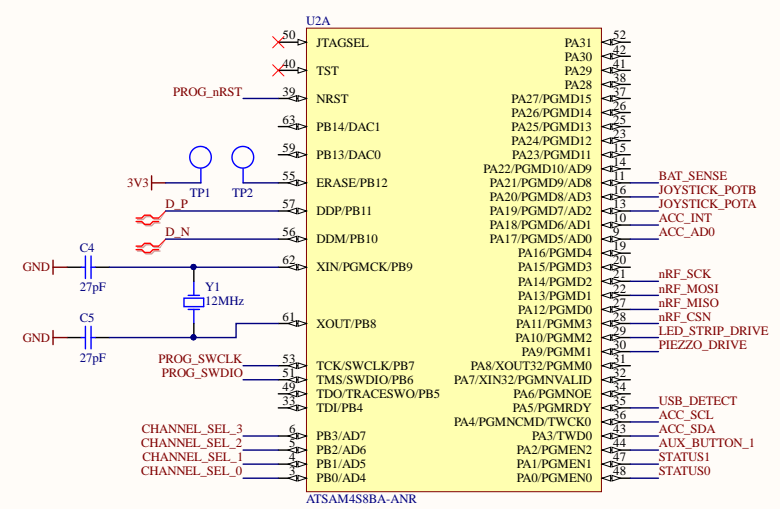 U2A
50 JTAGSEL PA31 52
PA30 42
40 TST PA29 41
PA28 38
PROG_nRST 39 NRST PA27/PGMD15 37
PA26/PGMD14 26
63 PB14/DAC1 PA25/PGMD13 25
PA24/PGMD12 23
59 PB13/DAC0 PA23/PGMD11 15
PA22/PGMD10/AD9 14
3V3 TP1 TP2 55 ERASE/PB12 PA21/PGMD9/AD8 11 BAT_SENSE
PA20/PGMD8/AD3 16 JOYSTICK_POTB
D_P 57 DDP/PB11 PA19/PGMD7/AD2 13 JOYSTICK_POTA
PA18/PGMD6/AD1 10 ACC_INT
D_N 56 DDM/PB10 PA17/PGMD5/AD0 9 ACC_AD0
PA16/PGMD4 19
C4
GND 62 XIN/PGMCK/PB9 PA15/PGMD3 20
27pF
PA14/PGMD2 21 nRF_SCK
Y1
PA13/PGMD1 22 nRF_MOSI
12MHz
PA12/PGMD0 27 nRF_MISO
C5
61 XOUT/PB8 PA11/PGMM3 28 nRF_CSN
GND PA10/PGMM2 29 LED_STRIP_DRIVE
27pF
PA9/PGMM1 30 PIEZZO_DRIVE
PROG_SWCLK 53 TCK/SWCLK/PB7 PA8/XOUT32/PGMM0 31
PROG_SWDIO 51 TMS/SWDIO/PB6 PA7/XIN32/PGMNVALID 32
49 TDO/TRACESWO/PB5 PA6/PGMNOE 34
33 TDI/PB4 PA5/PGMRDY 35 USB_DETECT
PA4/PGMNCMD/TWCK0 36 ACC_SCL
CHANNEL_SEL_3 6 PB3/AD7 PA3/TWD0 43 ACC_SDA
CHANNEL_SEL_2 5 PB2/AD6 PA2/PGMEN2 44 AUX_BUTTON_1
CHANNEL_SEL_1 4 PB1/AD5 PA1/PGMEN1 47 STATUS1
CHANNEL_SEL_0 3 PB0/AD4 PA0/PGMEN0 48 STATUS0
ATSAM4S8BA-ANR